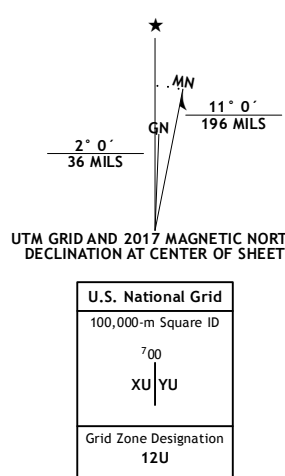 ★
MN
GN
11° 0´
196 MILS
2° 0´
36 MILS
UTM GRID AND 2017 MAGNETIC NORT
DECLINATION AT CENTER OF SHEET
U.S. National Grid
100,000-m Square ID
⁷00
XU YU
Grid Zone Designation
12U